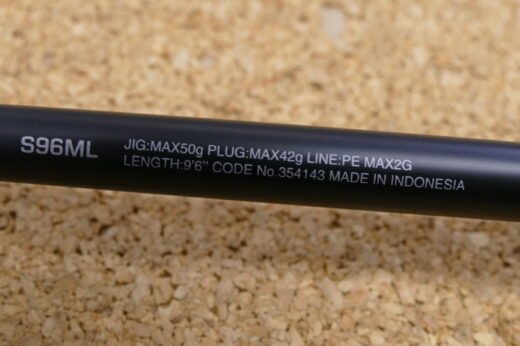 S96ML
JIG:MAX50g PLUG:MAX42g LINE:PE MAX2G
LENGTH:9'6" CODE No.354143 MADE IN INDONESIA